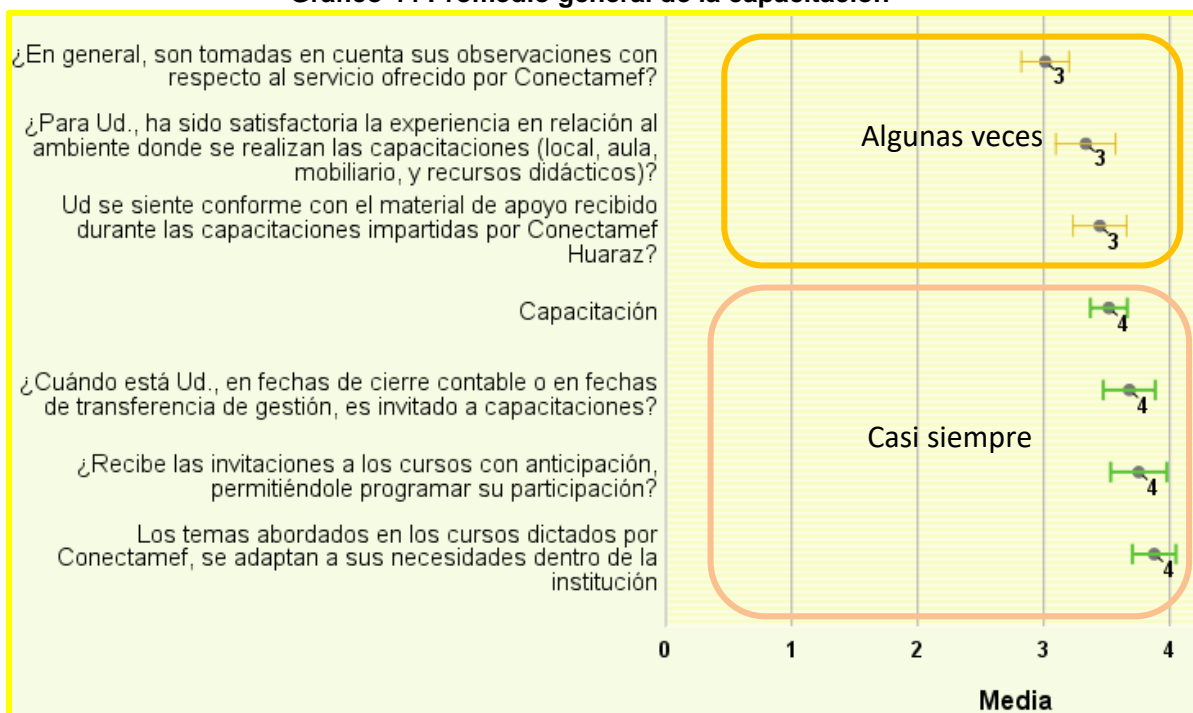 ¿En general, son tomadas en cuenta sus observaciones con
respecto al servicio ofrecido por Conectamef?
3
¿Para Ud., ha sido satisfactoria la experiencia en relación al
ambiente donde se realizan las capacitaciones (local, aula,
mobiliario, y recursos didácticos)?
3
Algunas veces
Ud se siente conforme con el material de apoyo recibido
durante las capacitaciones impartidas por Conectamef
Huaraz?
3
Capacitación
4
¿Cuándo está Ud., en fechas de cierre contable o en fechas
de transferencia de gestión, es invitado a capacitaciones?
4
Casi siempre
¿Recibe las invitaciones a los cursos con anticipación,
permitiéndole programar su participación?
4
Los temas abordados en los cursos dictados por
Conectamef, se adaptan a sus necesidades dentro de la
institución
4
0 1 2 3 4
Media